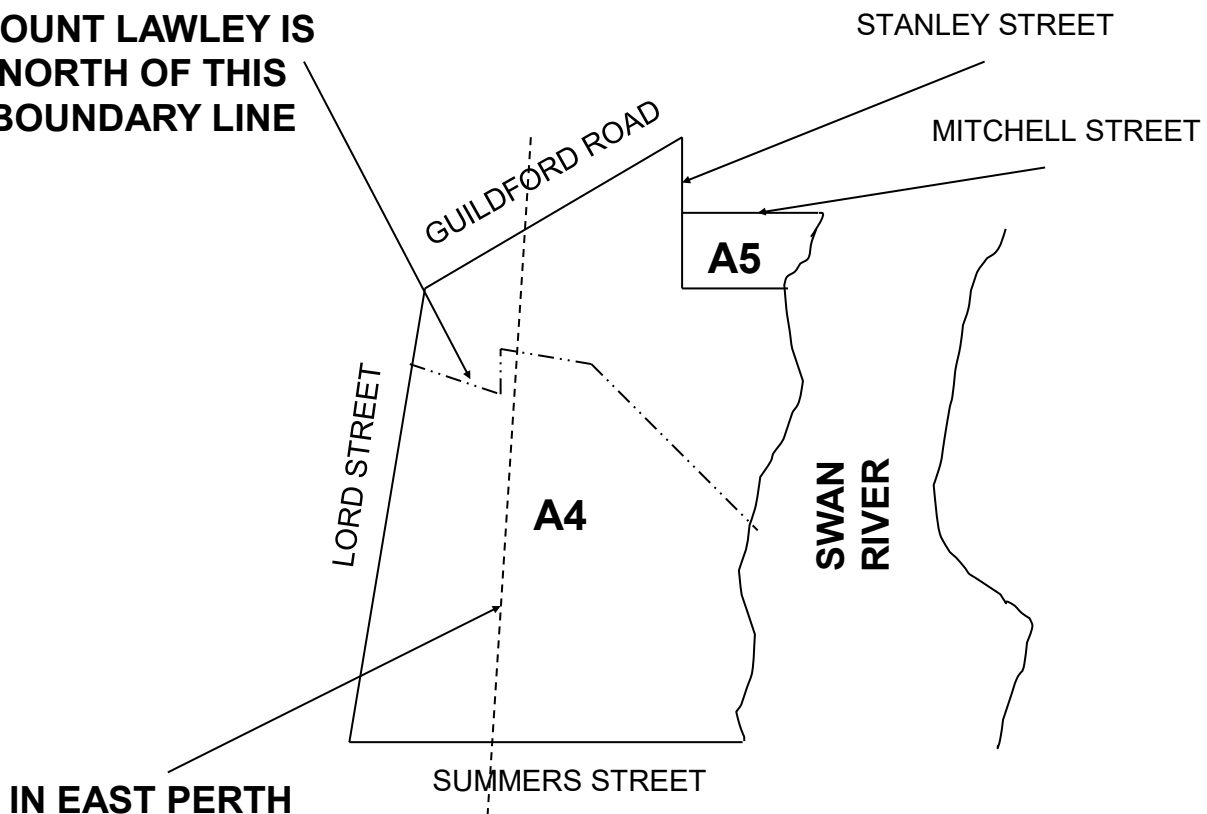 OUNT LAWLEY IS
NORTH OF THIS
BOUNDARY LINE
STANLEY STREET
MITCHELL STREET
GUILDFORD ROAD
A5
LORD STREET
A4
SWAN
RIVER
SUMMERS STREET
IN EAST PERTH